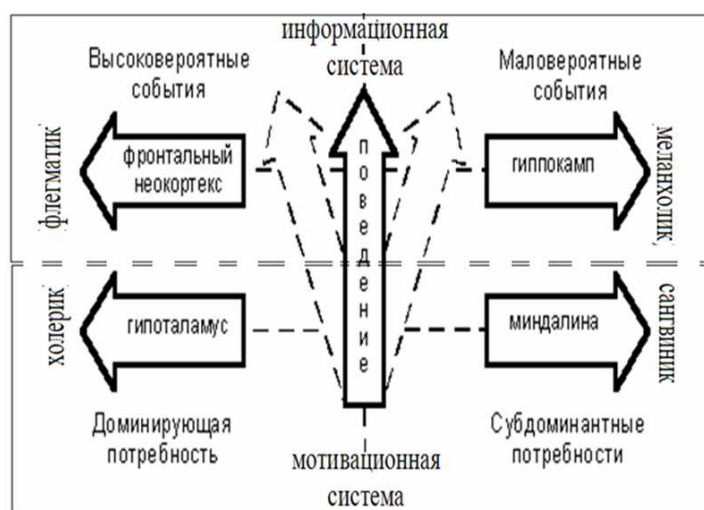 информационная
система
Высоковероятные
события
Маловероятные
события
флегматик
фронтальный
неокортекс
поведение
гиппокамп
меланхолик
холерик
гипоталамус
миндалина
сангвиник
Доминирующая
потребность
Субдоминантные
потребности
мотивационная
система